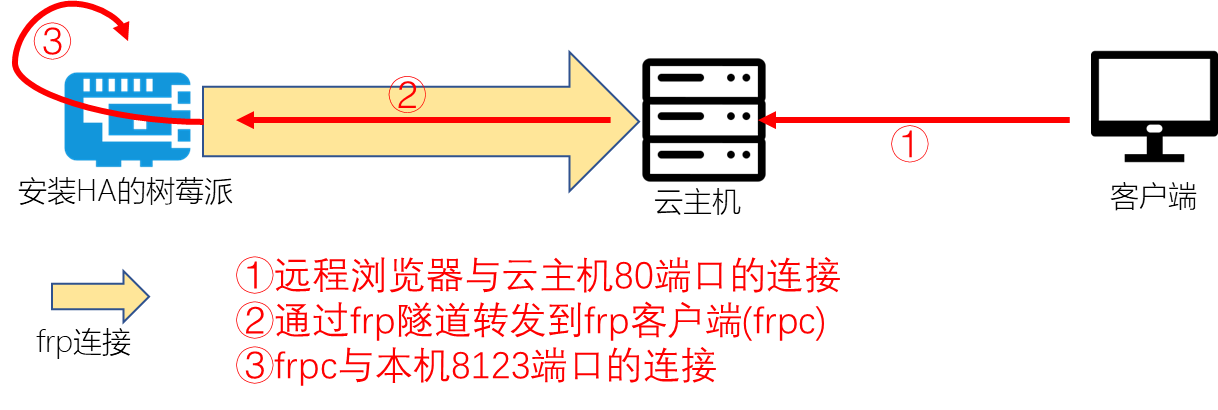 ③
②
①
安装HA的树莓派
云主机
客户端
frp连接
①远程浏览器与云主机80端口的连接
②通过frp隧道转发到frp客户端(frpc)
③frpc与本机8123端口的连接